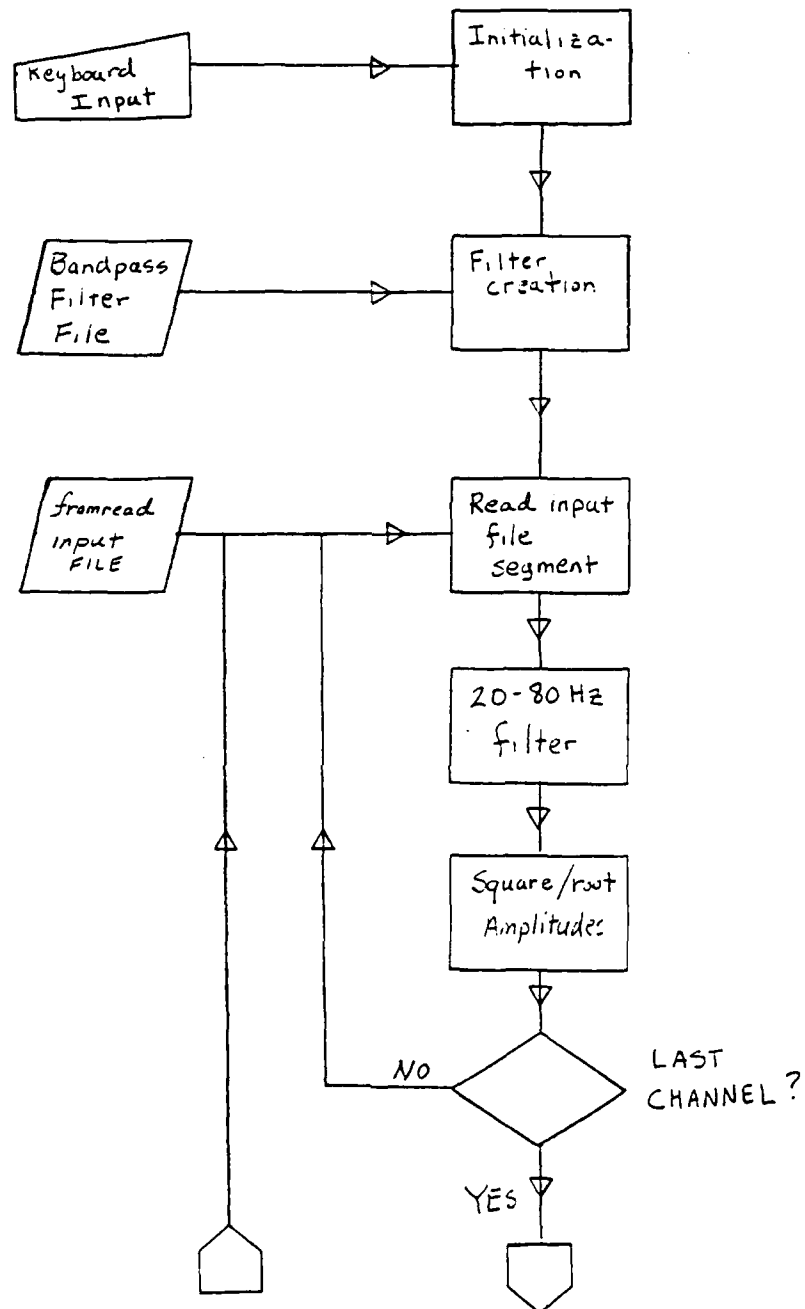 Keyboard
Input
Initializa-
tion
Bandpass
Filter
File
Filter
creation
fromread
input
FILE
Read input
file
segment
20-80 Hz
filter
Square/root
Amplitudes
NO
LAST
CHANNEL?
YES